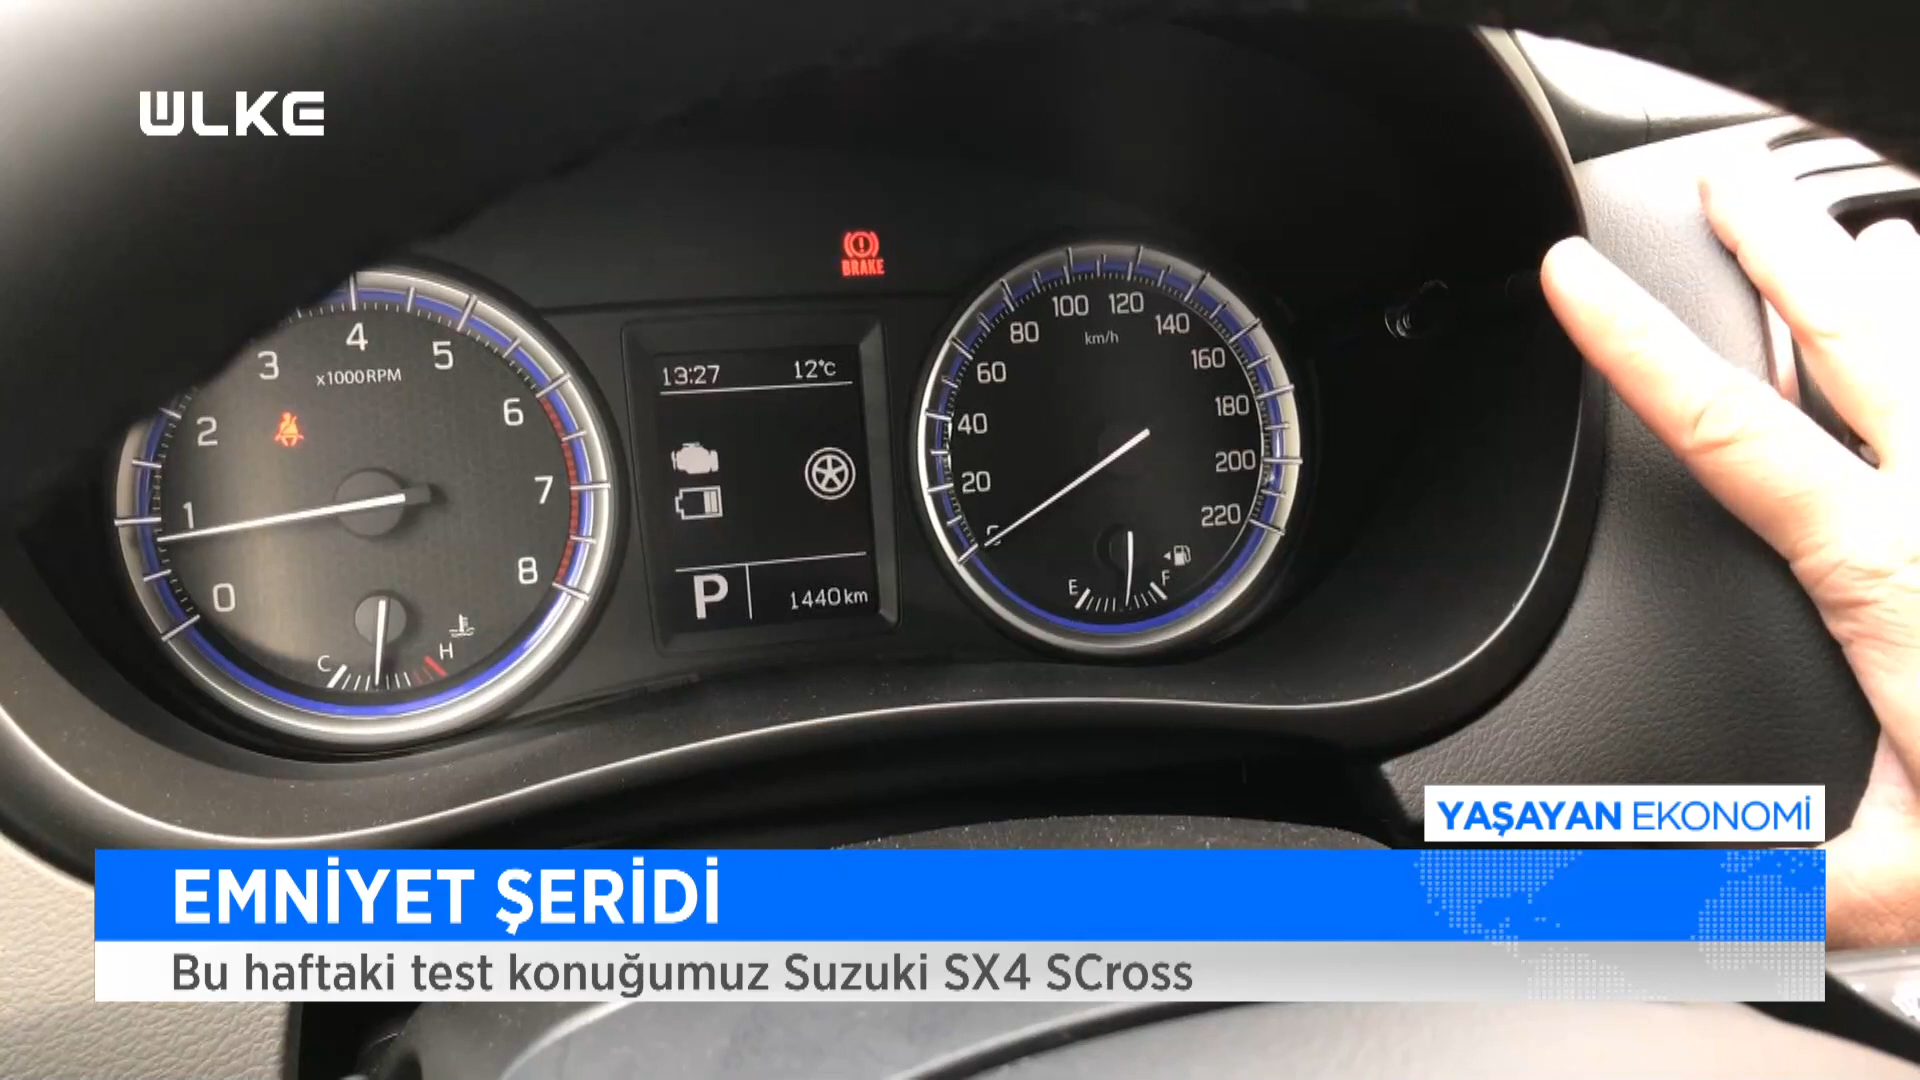 ULKE
BRAKE
0
1
2
3
4
5
6
7
8
x1000RPM
C
H
13:27
12°C
P
1440km
20
40
60
80
100
120
140
160
180
200
220
km/h
E
F
YAŞAYAN EKONOMİ
EMNİYET ŞERİDİ
Bu haftaki test konuğumuz Suzuki SX4 SCross